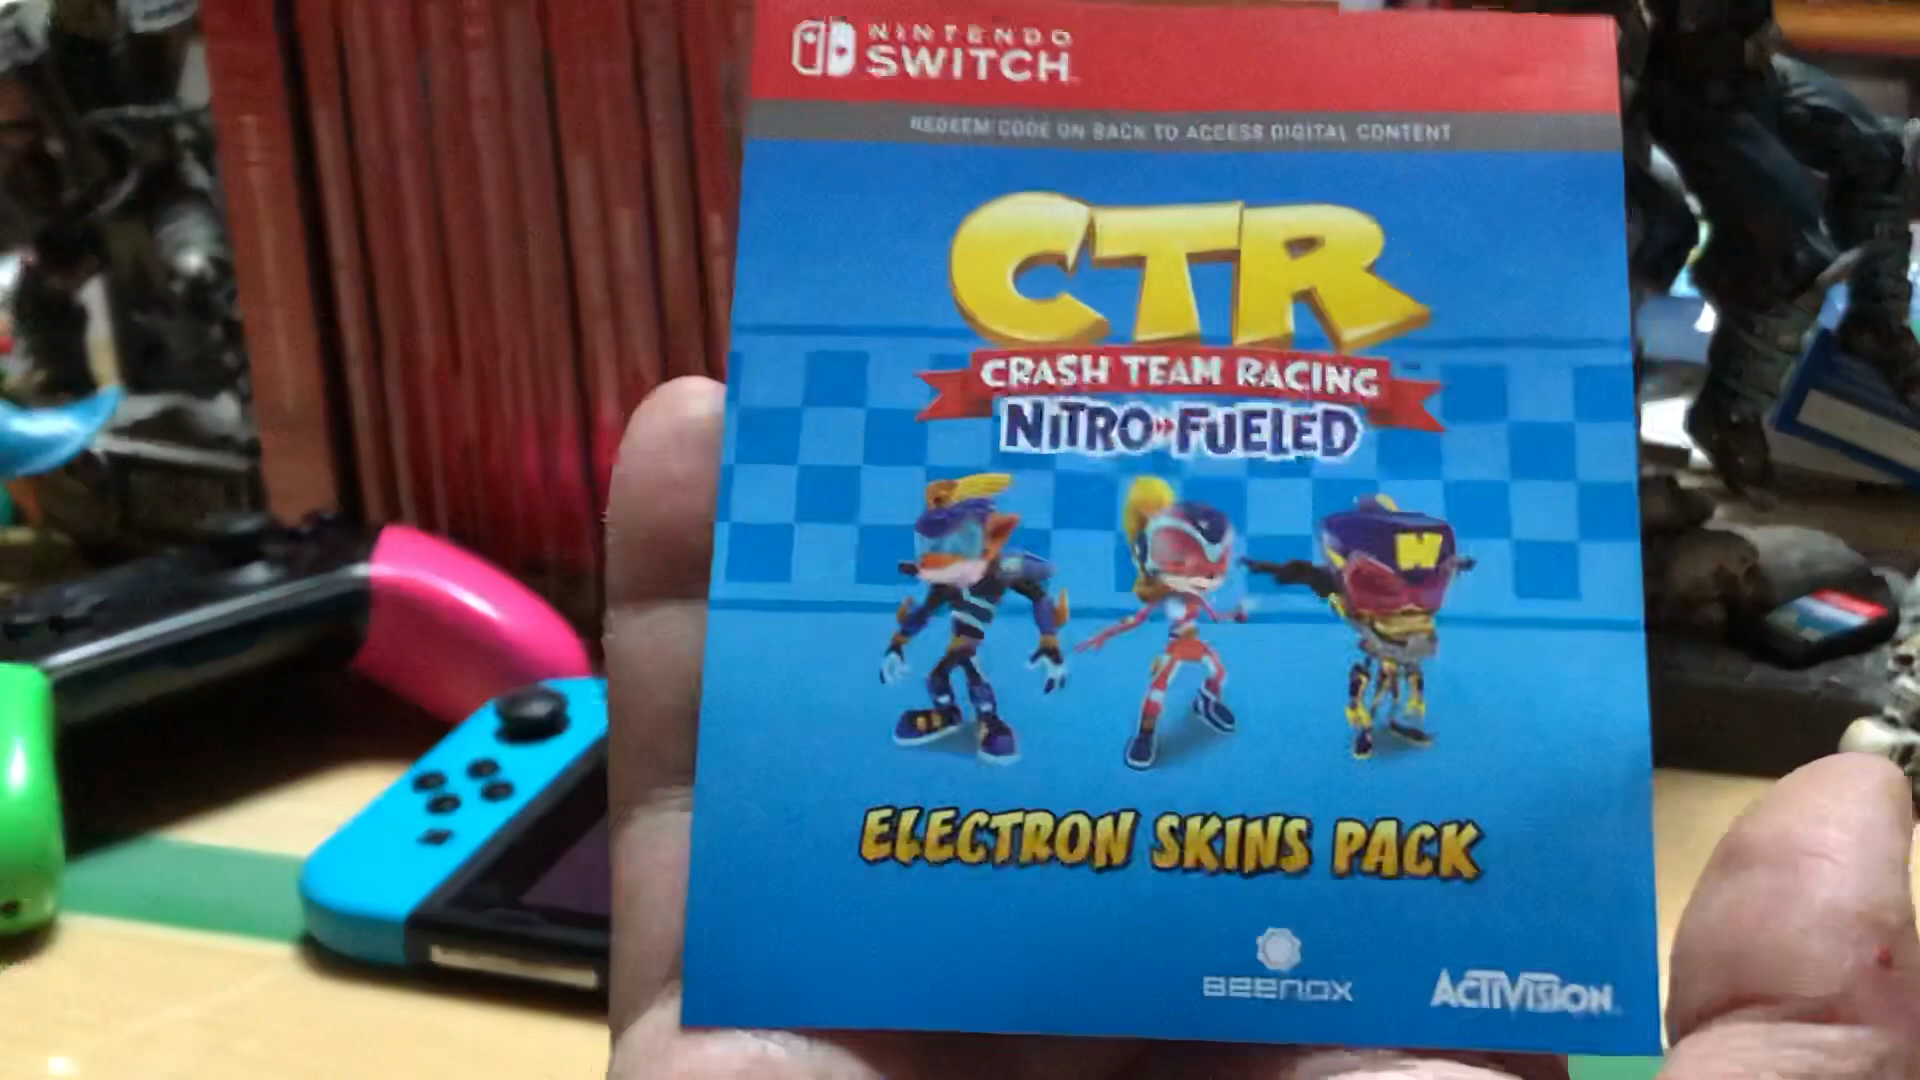 NINTENDO
SWITCH
REDEEM CODE ON BACK TO ACCESS DIGITAL CONTENT
CTR
CRASH TEAM RACING
NITRO FUELED
ELECTRON SKINS PACK
BEENOX
ACTIVISION